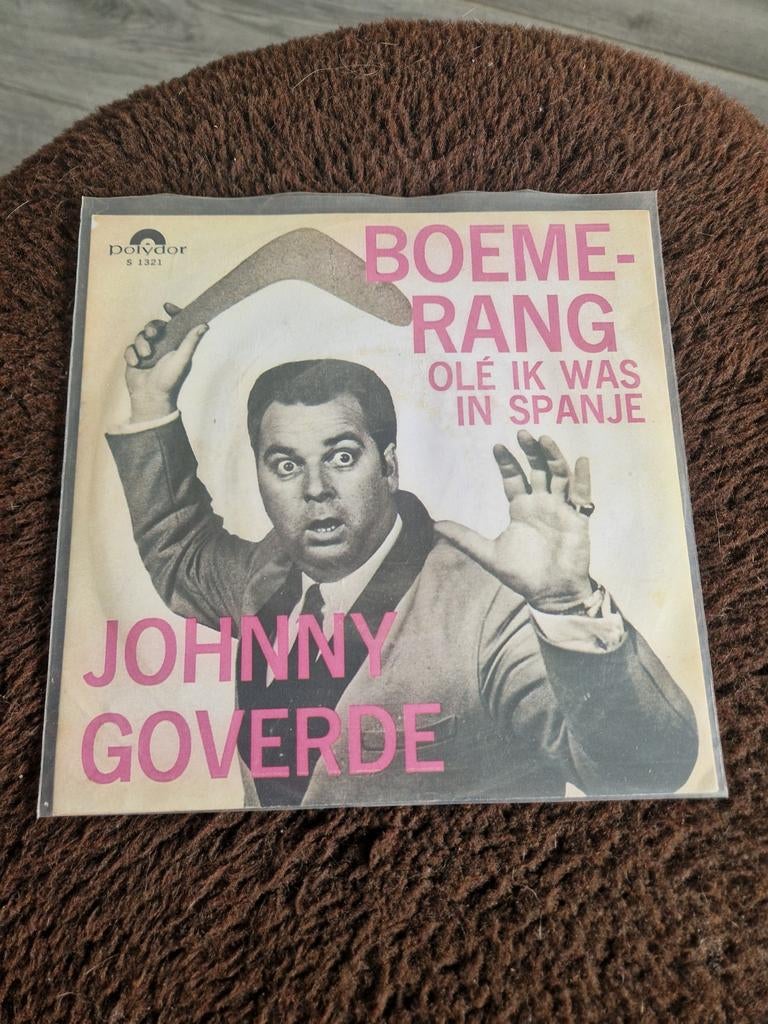 polydor
S 1321
BOEME-
RANG
OLÉ IK WAS
IN SPANJE
JOHNNY
GOVERDE